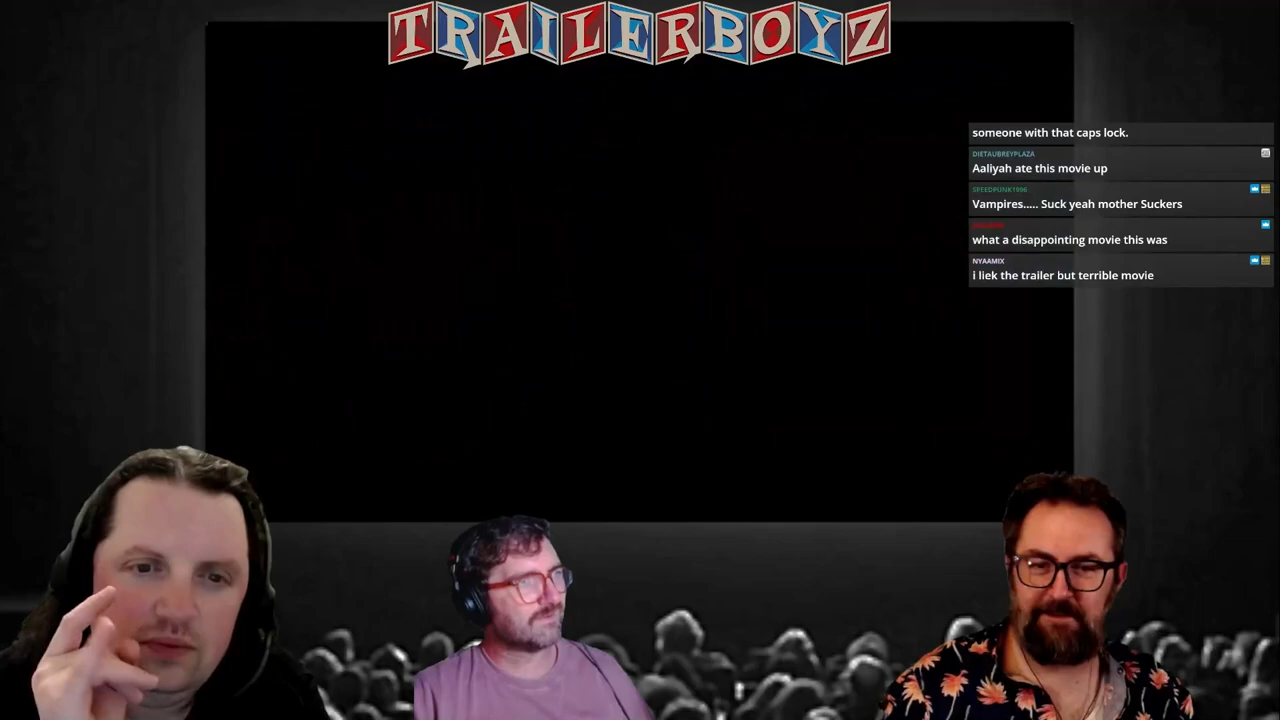 TRAILERBOYZ
someone with that caps lock.
DIETAUBREYPLAZA
Aaliyah ate this movie up
SPEEDPUNK1996
Vampires..... Suck yeah mother Suckers
what a disappointing movie this was
NYAAMIX
i liek the trailer but terrible movie